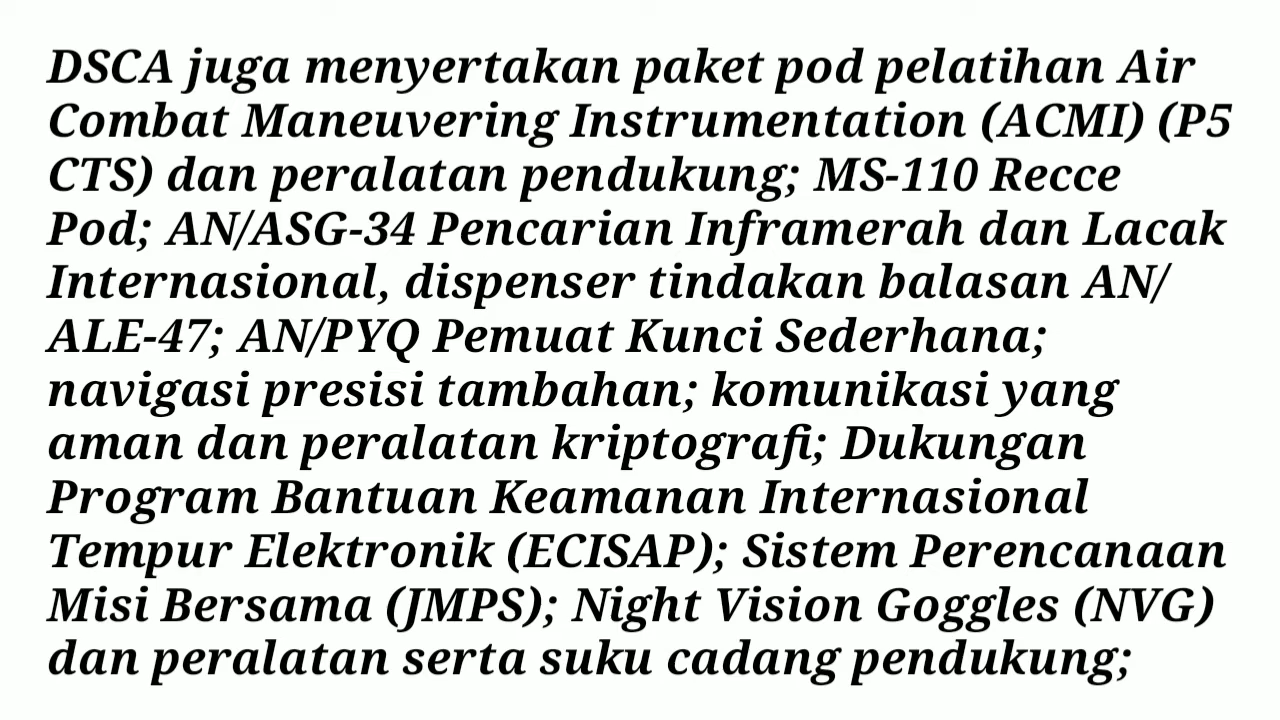 DSCA juga menyertakan paket pod pelatihan Air
Combat Maneuvering Instrumentation (ACMI) (P5
CTS) dan peralatan pendukung; MS-110 Recce
Pod; AN/ASG-34 Pencarian Inframerah dan Lacak
Internasional, dispenser tindakan balasan AN/
ALE-47; AN/PYQ Pemuat Kunci Sederhana;
navigasi presisi tambahan; komunikasi yang
aman dan peralatan kriptografi; Dukungan
Program Bantuan Keamanan Internasional
Tempur Elektronik (ECISAP); Sistem Perencanaan
Misi Bersama (JMPS); Night Vision Goggles (NVG)
dan peralatan serta suku cadang pendukung;